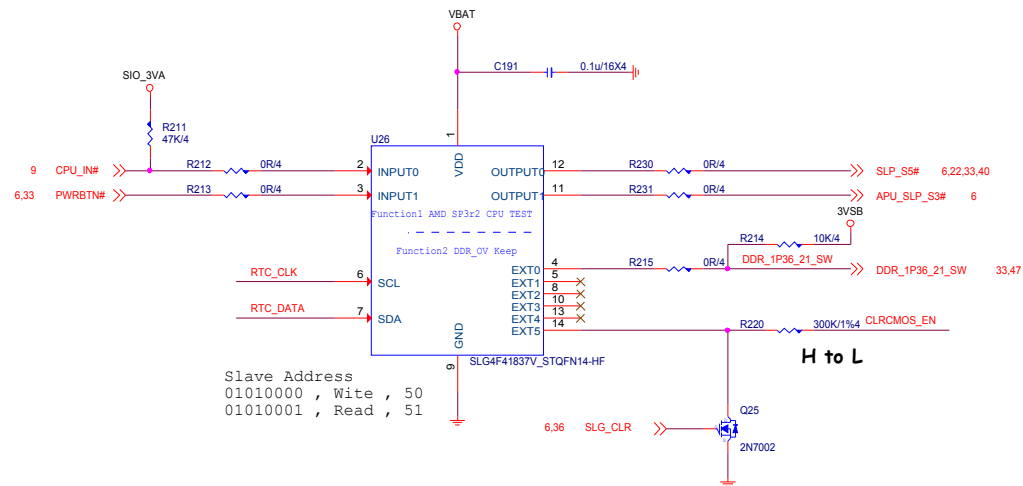 VBAT
C191 0.1u/16X4
SIO_3VA
R211
47K/4
U26
1
VDD
9 CPU_IN# R212 0R/4 2 INPUT0
OUTPUT0 12 R230 0R/4 SLP_S5# 6,22,33,40
6,33 PWRBTN# R213 0R/4 3 INPUT1
OUTPUT1 11 R231 0R/4 APU_SLP_S3# 6
Function1 AMD SP3r2 CPU TEST
Function2 DDR_OV Keep
3VSB
R214 10K/4
DDR_1P36_21_SW
EXT0 4 R215 0R/4 DDR_1P36_21_SW 33,47
RTC_CLK 6 SCL
EXT1 5
EXT2 8
EXT3 10
RTC_DATA 7 SDA
EXT4 13
EXT5 14 R220 300K/1%4 CLRCMOS_EN
H to L
GND
9
SLG4F41837V_STQFN14-HF
Slave Address
01010000 , Wite , 50
01010001 , Read , 51
6,36 SLG_CLR
Q25
2N7002